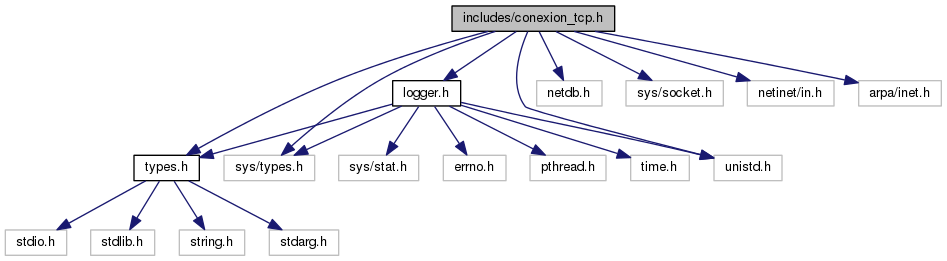 includes/conexion_tcp.h
logger.h
netdb.h
sys/socket.h
netinet/in.h
arpa/inet.h
types.h
sys/types.h
sys/stat.h
errno.h
pthread.h
time.h
unistd.h
stdio.h
stdlib.h
string.h
stdarg.h